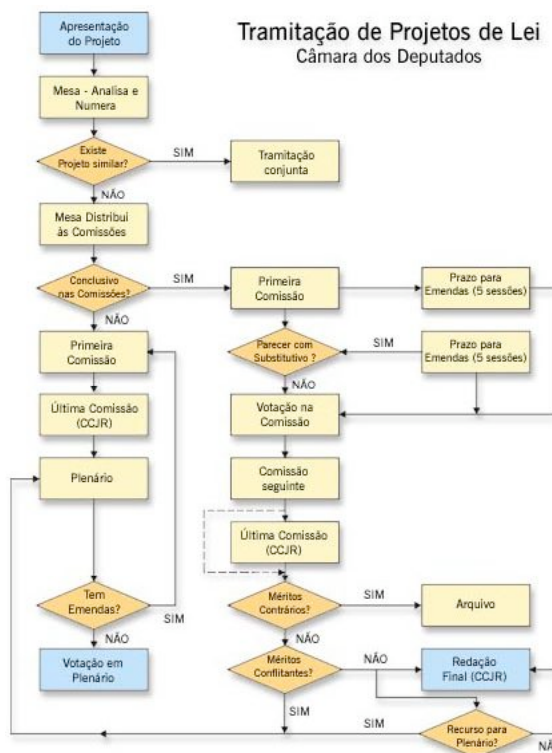 Tramitação de Projetos de Lei
Câmara dos Deputados
Apresentação
do Projeto
Mesa - Analisa e
Numera
Existe
Projeto similar?
SIM
Tramitação
conjunta
NÃO
Mesa Distribui
às Comissões
Conclusivo
nas Comissões?
SIM
Primeira
Comissão
Prazo para
Emendas (5 sessões)
NÃO
Primeira
Comissão
Parecer com
Substitutivo ?
SIM
Prazo para
Emendas (5 sessões)
NÃO
Última Comissão
(CCJR)
Votação na
Comissão
Plenário
Comissão
seguinte
Última Comissão
(CCJR)
Tem
Emendas?
SIM
Méritos
Contrários?
SIM
Arquivo
NÃO
NÃO
Votação em
Plenário
Méritos
Conflitantes?
NÃO
Redação
Final (CCJR)
SIM
SIM
Recurso para
Plenário?
NÃO